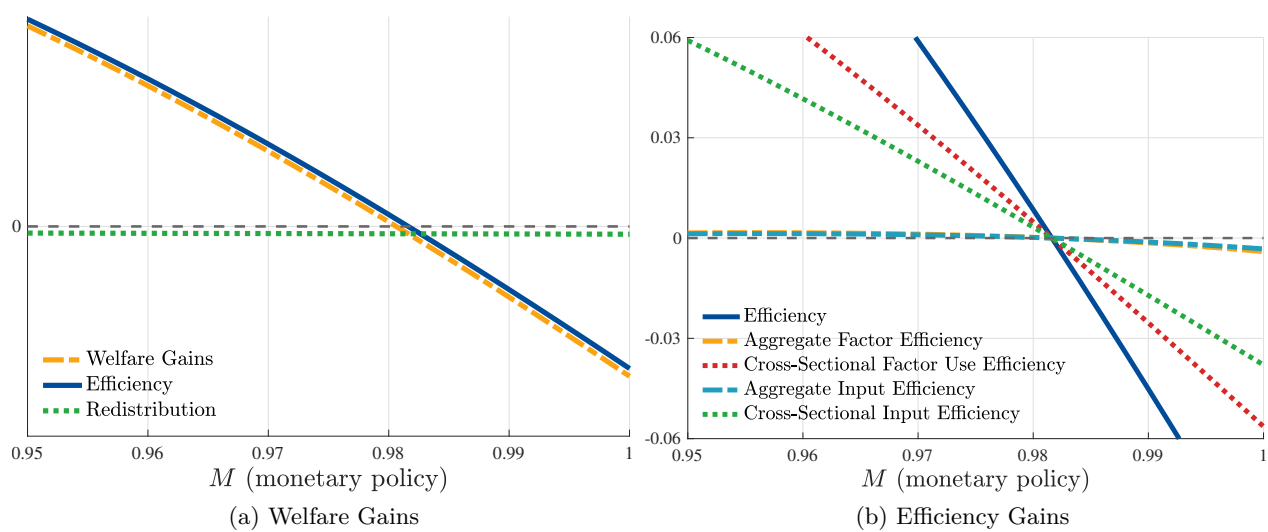 0
Welfare Gains
Efficiency
Redistribution
0.95 0.96 0.97 0.98 0.99 1
M (monetary policy)
(a) Welfare Gains
0.06
0.03
0
-0.03
-0.06
Efficiency
Aggregate Factor Efficiency
Cross-Sectional Factor Use Efficiency
Aggregate Input Efficiency
Cross-Sectional Input Efficiency
0.95 0.96 0.97 0.98 0.99 1
M (monetary policy)
(b) Efficiency Gains